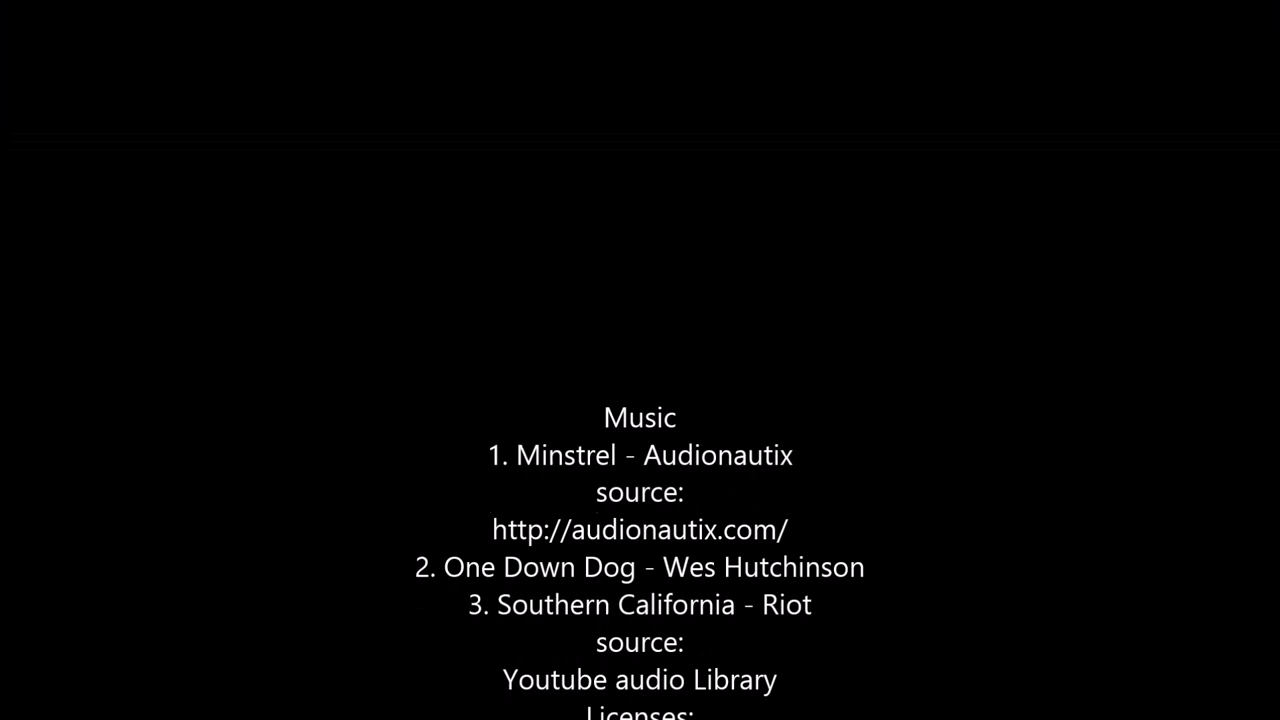 Music
1. Minstrel - Audionautix
source:
http://audionautix.com/
2. One Down Dog - Wes Hutchinson
3. Southern California - Riot
source:
Youtube audio Library
Licenses: